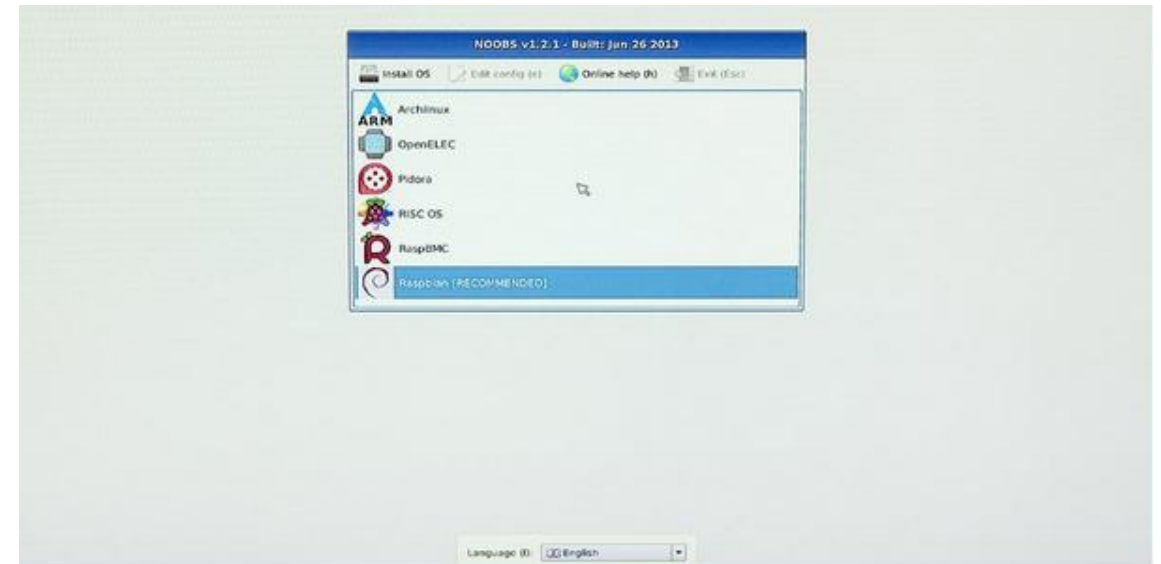 NOOBS v1.2.1 - Built: Jun 26 2013
Install OS Edit config (e) Online help (h) Exit (Esc)
ARM
Archlinux
OpenELEC
Pidora
RISC OS
RaspBMC
Raspbian [RECOMMENDED]
Language (l): English